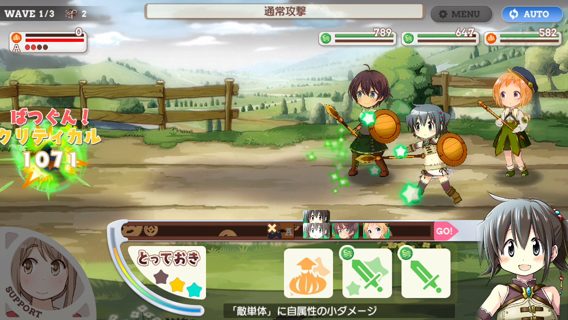 WAVE 1/3 2
通常攻撃
MENU
AUTO
0
A
789
647
582
ばつぐん!
クリティカル
1071
GO!
とっておき
SUPPORT
「敵単体」に自属性の小ダメージ